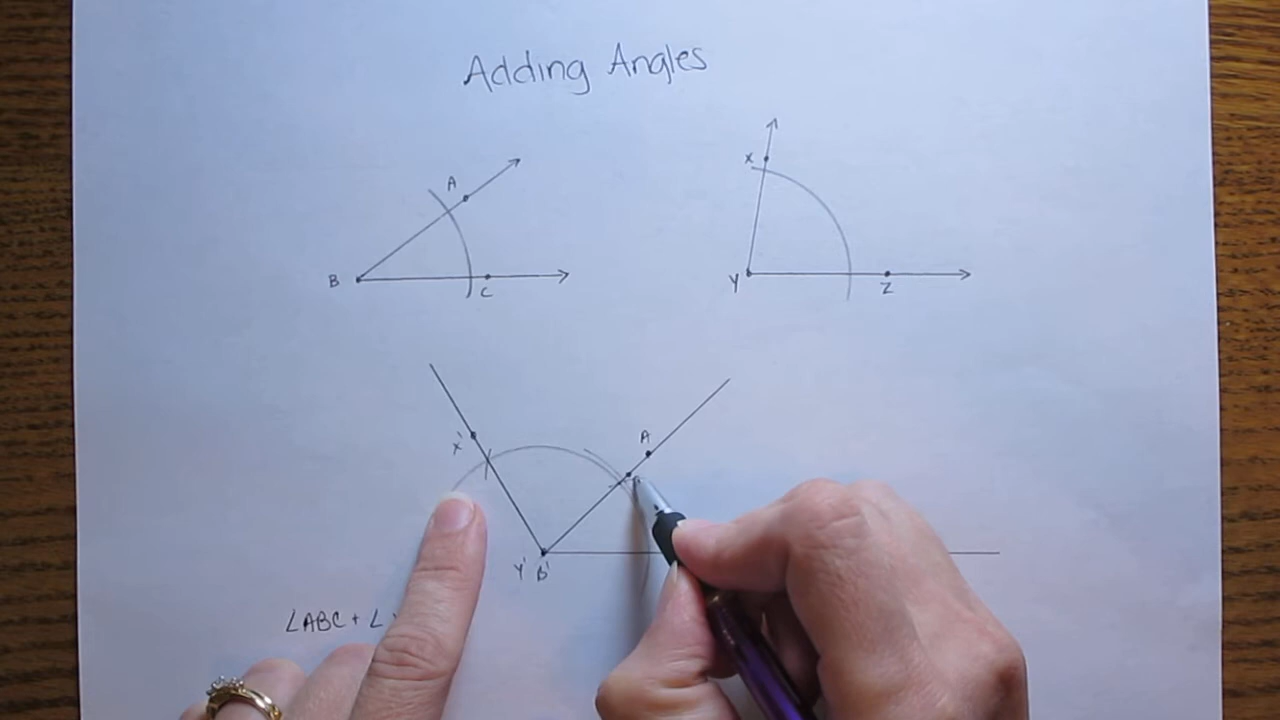 Adding Angles
A
B
C
X
Y
Z
A
X'
Y' B'
∠ABC + ∠